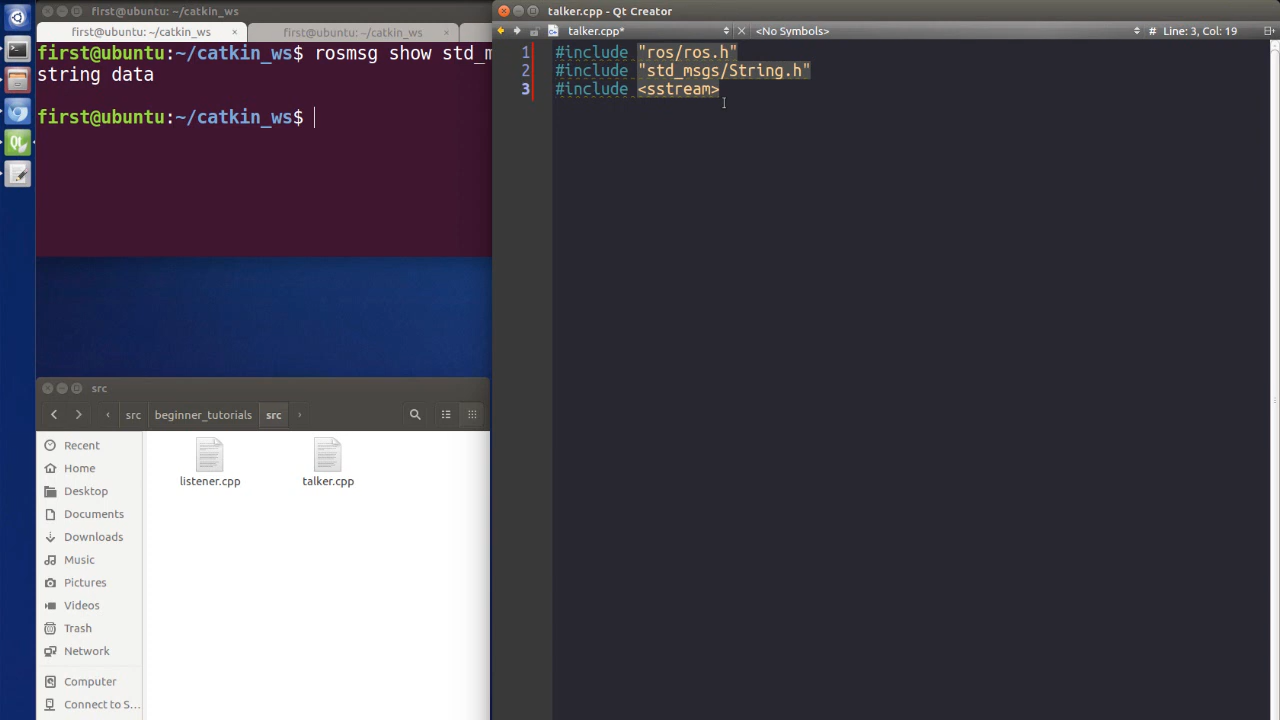 first@ubuntu: ~/catkin_ws
first@ubuntu: ~/catkin_ws × first@ubuntu: ~/catkin_ws ×
first@ubuntu:~/catkin_ws$ rosmsg show std_m
string data
first@ubuntu:~/catkin_ws$
src
src beginner_tutorials src
Recent
Home
Desktop
Documents
Downloads
Music
Pictures
Videos
Trash
Network
Computer
Connect to S...
listener.cpp talker.cpp
talker.cpp - Qt Creator
talker.cpp* <No Symbols> # Line: 3, Col: 19
1 #include "ros/ros.h"
2 #include "std_msgs/String.h"
3 #include <sstream>